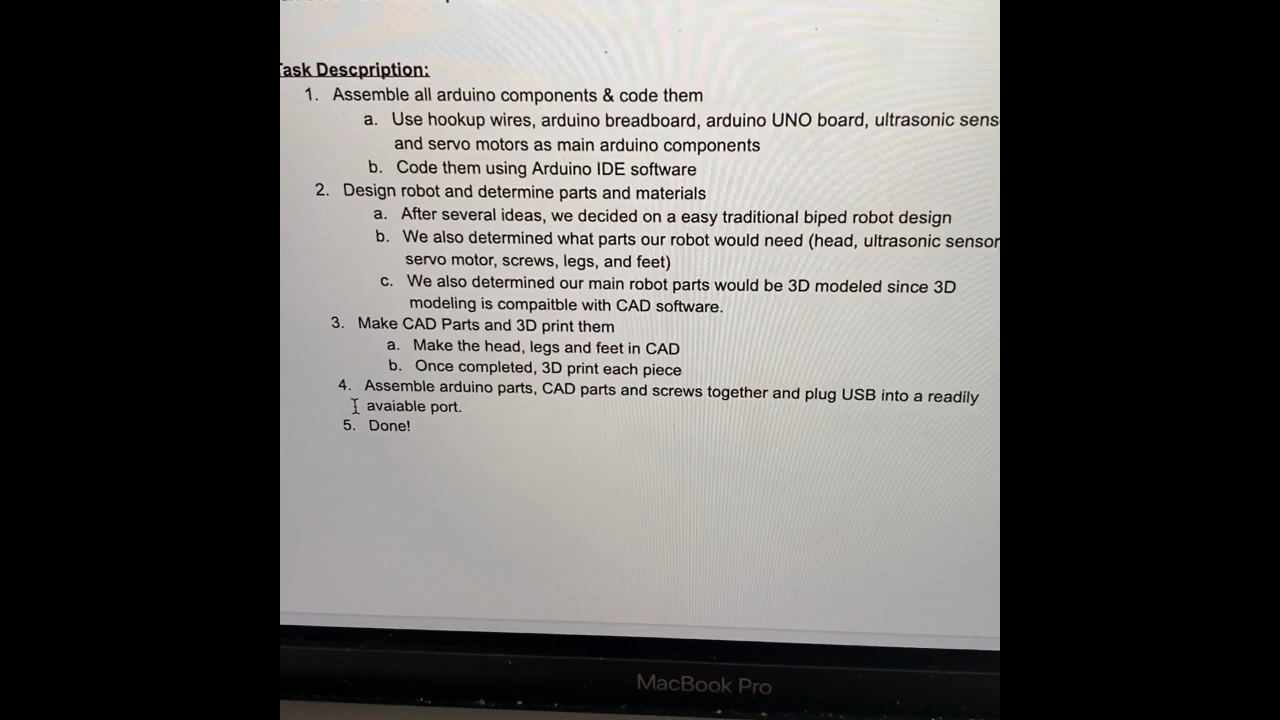 Task Descpription:
1. Assemble all arduino components & code them
a. Use hookup wires, arduino breadboard, arduino UNO board, ultrasonic sens
and servo motors as main arduino components
b. Code them using Arduino IDE software
2. Design robot and determine parts and materials
a. After several ideas, we decided on a easy traditional biped robot design
b. We also determined what parts our robot would need (head, ultrasonic sensor
servo motor, screws, legs, and feet)
c. We also determined our main robot parts would be 3D modeled since 3D
modeling is compaitble with CAD software.
3. Make CAD Parts and 3D print them
a. Make the head, legs and feet in CAD
b. Once completed, 3D print each piece
4. Assemble arduino parts, CAD parts and screws together and plug USB into a readily
avaiable port.
5. Done!
MacBook Pro